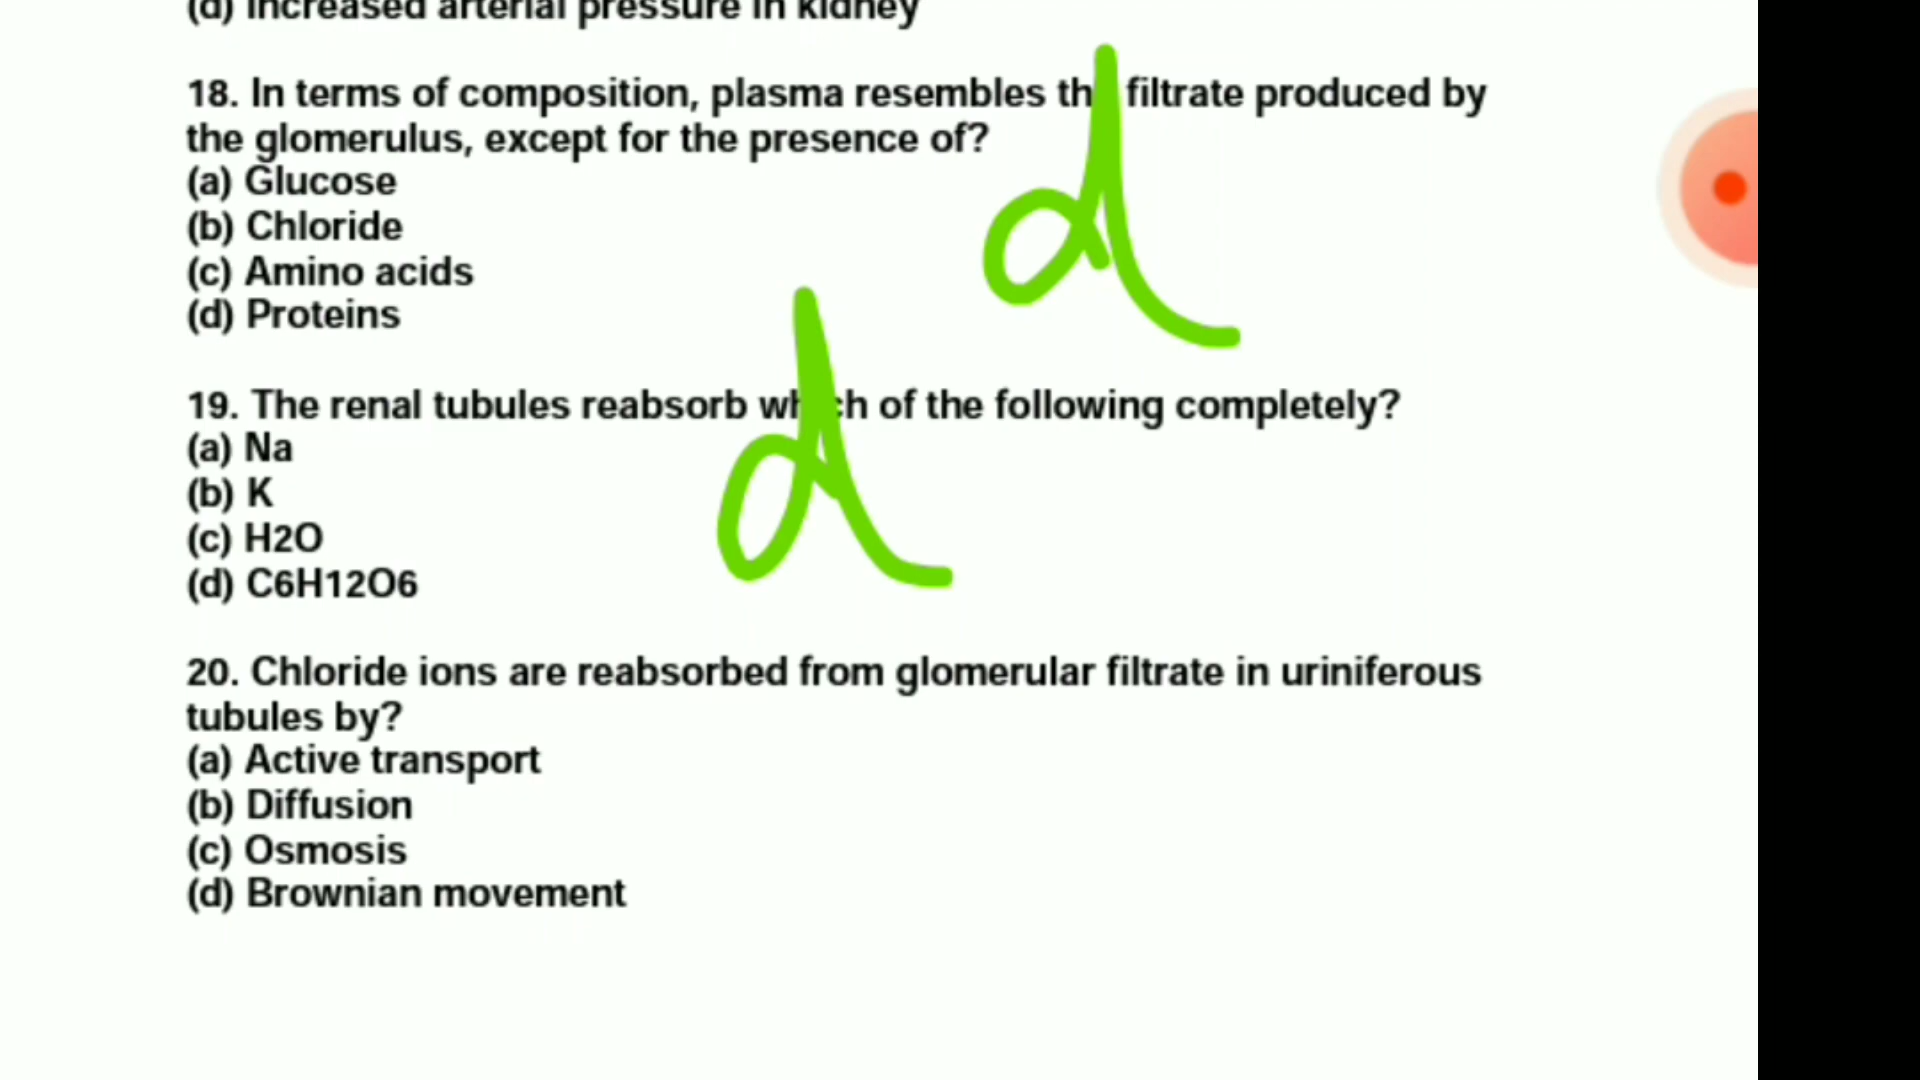 (d) Increased arterial pressure in kidney
18. In terms of composition, plasma resembles the filtrate produced by
the glomerulus, except for the presence of?
(a) Glucose
(b) Chloride
(c) Amino acids
(d) Proteins
d
19. The renal tubules reabsorb which of the following completely?
(a) Na
(b) K
(c) H2O
(d) C6H12O6
d
20. Chloride ions are reabsorbed from glomerular filtrate in uriniferous
tubules by?
(a) Active transport
(b) Diffusion
(c) Osmosis
(d) Brownian movement